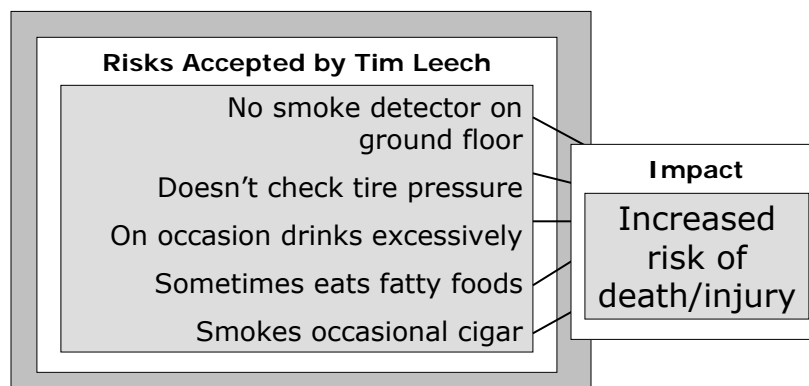 Risks Accepted by Tim Leech
No smoke detector on
ground floor
Doesn't check tire pressure
On occasion drinks excessively
Sometimes eats fatty foods
Smokes occasional cigar
Impact
Increased
risk of
death/injury